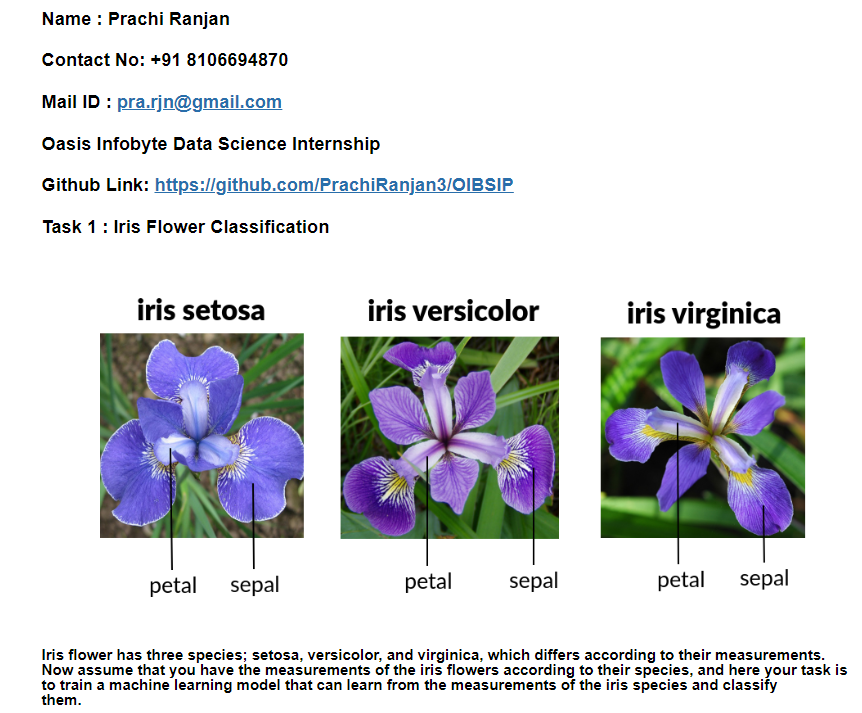 Name : Prachi Ranjan
Contact No: +91 8106694870
Mail ID : pra.rjn@gmail.com
Oasis Infobyte Data Science Internship
Github Link: https://github.com/PrachiRanjan3/OIBSIP
Task 1 : Iris Flower Classification
iris setosa
iris versicolor
iris virginica
petal
sepal
petal
sepal
petal
sepal
Iris flower has three species; setosa, versicolor, and virginica, which differs according to their measurements.
Now assume that you have the measurements of the iris flowers according to their species, and here your task is
to train a machine learning model that can learn from the measurements of the iris species and classify
them.